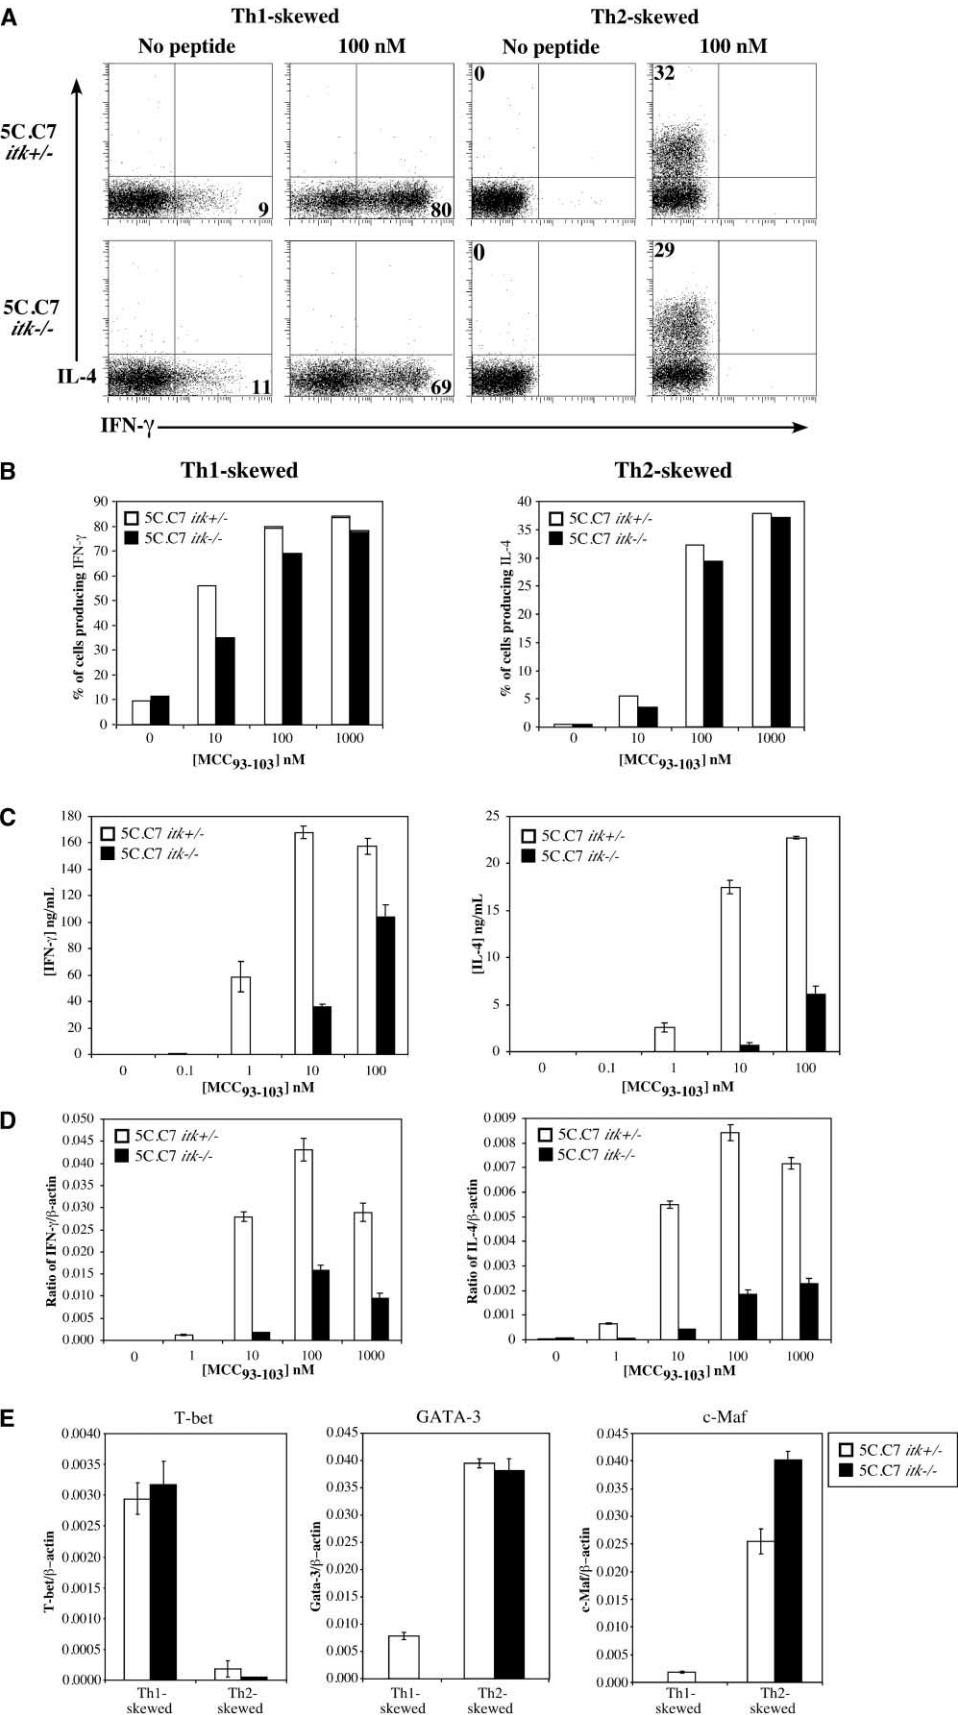 A
Th1-skewed
Th2-skewed
No peptide
100 nM
No peptide
100 nM
5C.C7
itk+/-
9
80
0
32
5C.C7
itk-/-
11
69
0
29
IL-4
IFN-γ
B
Th1-skewed
% of cells producing IFN-γ
90
80
70
60
50
40
30
20
10
0
5C.C7 itk+/-
5C.C7 itk-/-
0 10 100 1000
[MCC93-103] nM
Th2-skewed
% of cells producing IL-4
40
35
30
25
20
15
10
5
0
5C.C7 itk+/-
5C.C7 itk-/-
0 10 100 1000
[MCC93-103] nM
C
[IFN-γ] ng/mL
180
160
140
120
100
80
60
40
20
0
5C.C7 itk+/-
5C.C7 itk-/-
0 0.1 1 10 100
[MCC93-103] nM
[IL-4] ng/mL
25
20
15
10
5
0
5C.C7 itk+/-
5C.C7 itk-/-
0 0.1 1 10 100
[MCC93-103] nM
D
Ratio of IFN-γ/β-actin
0.050
0.045
0.040
0.035
0.030
0.025
0.020
0.015
0.010
0.005
0.000
5C.C7 itk+/-
5C.C7 itk-/-
0 1 10 100 1000
[MCC93-103] nM
Ratio of IL-4/β-actin
0.009
0.008
0.007
0.006
0.005
0.004
0.003
0.002
0.001
0
5C.C7 itk+/-
5C.C7 itk-/-
0 1 10 100 1000
[MCC93-103] nM
E
T-bet
T-bet/β-actin
0.0040
0.0035
0.0030
0.0025
0.0020
0.0015
0.0010
0.0005
0.0000
Th1-
skewed
Th2-
skewed
GATA-3
Gata-3/β-actin
0.045
0.040
0.035
0.030
0.025
0.020
0.010
0.005
0.000
Th1-
skewed
Th2-
skewed
c-Maf
c-Maf/β-actin
0.045
0.040
0.035
0.030
0.025
0.020
0.015
0.010
0.005
0.000
Th1-
skewed
Th2-
skewed
5C.C7 itk+/-
5C.C7 itk-/-